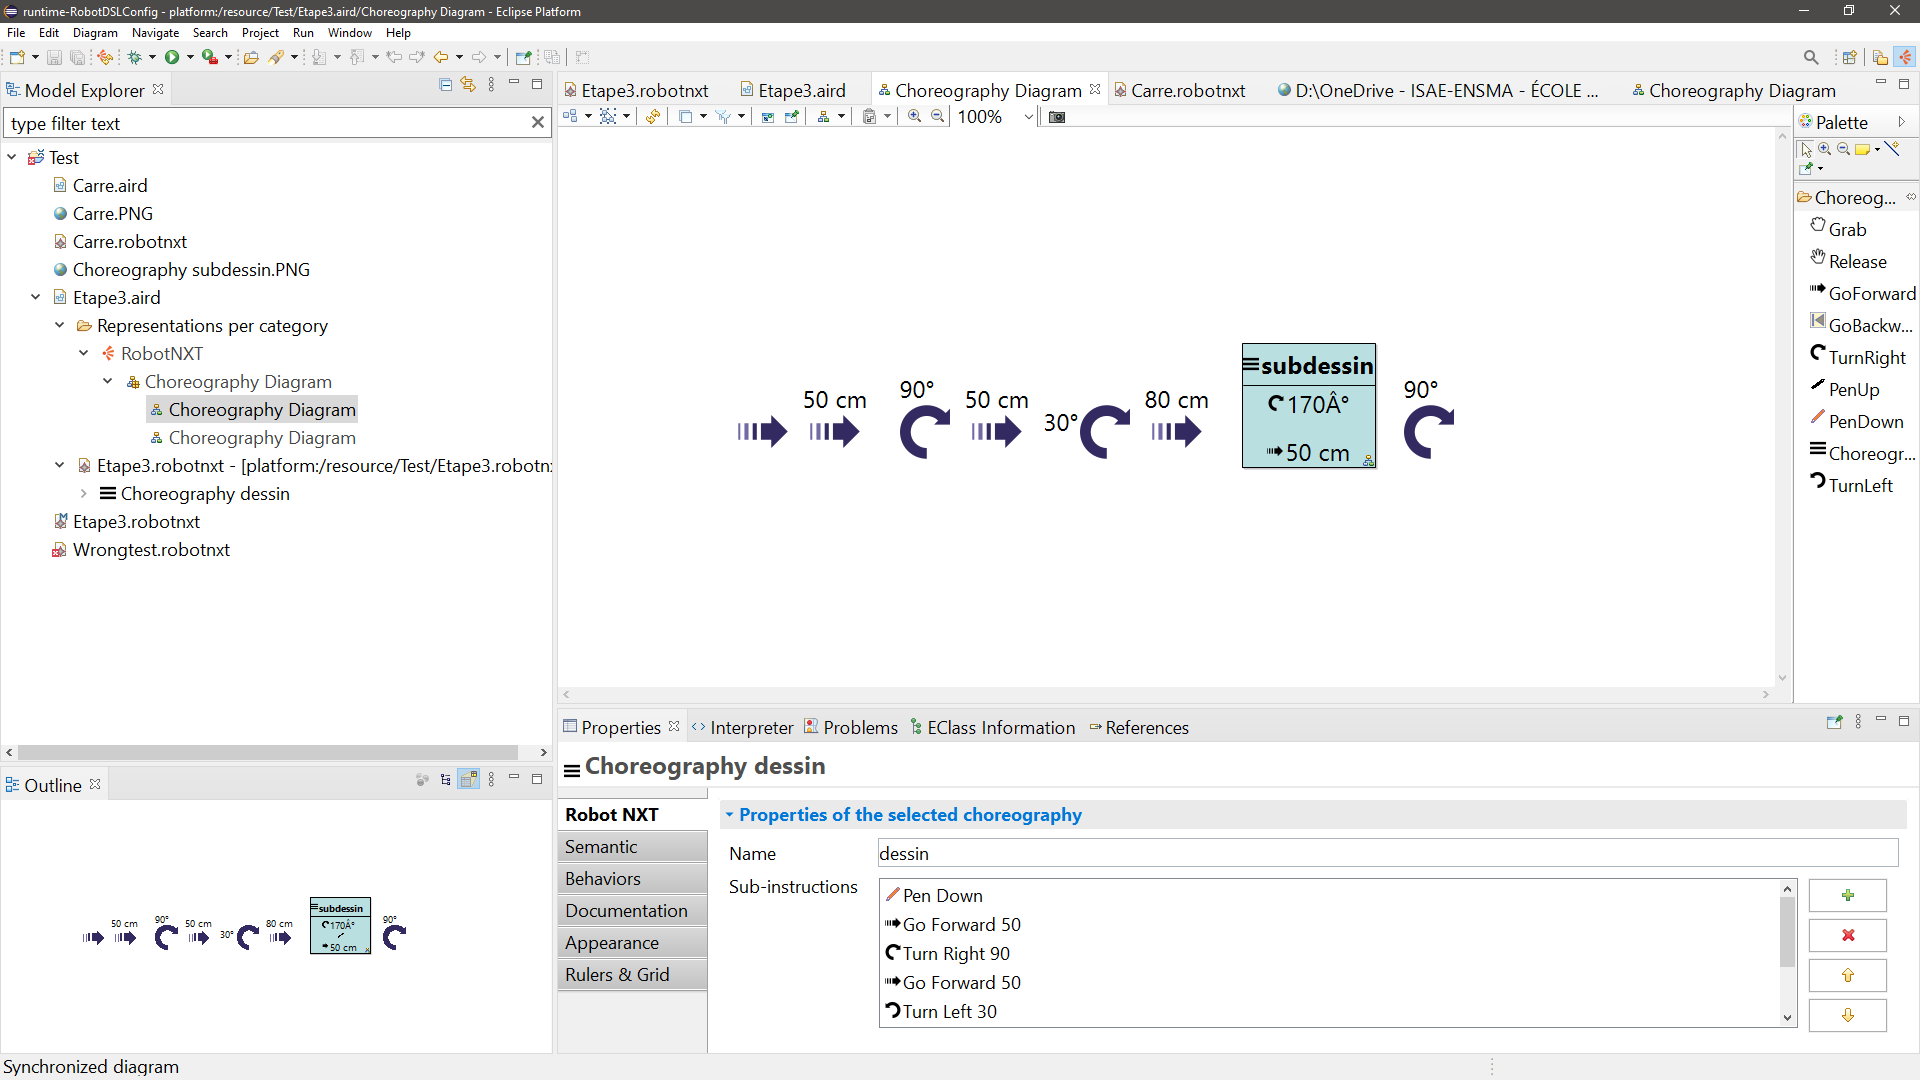 runtime-RobotDSLConfig - platform:/resource/Test/Etape3.aird/Choreography Diagram - Eclipse Platform
File Edit Diagram Navigate Search Project Run Window Help
Model Explorer
type filter text
Test
Carre.aird
Carre.PNG
Carre.robotnxt
Choreography subdessin.PNG
Etape3.aird
Representations per category
RobotNXT
Choreography Diagram
Choreography Diagram
Choreography Diagram
Etape3.robotnxt - [platform:/resource/Test/Etape3.robotnx
Choreography dessin
Etape3.robotnxt
Wrongtest.robotnxt
Outline
50 cm
90°
50 cm
30°
80 cm
subdessin
170Â°
50 cm
90°
Etape3.robotnxt Etape3.aird Choreography Diagram Carre.robotnxt D:\OneDrive - ISAE-ENSMA - ÉCOLE ... Choreography Diagram
100%
50 cm
90°
50 cm
30°
80 cm
subdessin
170Â°
50 cm
90°
Palette
Choreog...
Grab
Release
GoForward
GoBackw...
TurnRight
PenUp
PenDown
Choreogr...
TurnLeft
Properties Interpreter Problems EClass Information References
Choreography dessin
Robot NXT
Semantic
Behaviors
Documentation
Appearance
Rulers & Grid
Properties of the selected choreography
Name
dessin
Sub-instructions
Pen Down
Go Forward 50
Turn Right 90
Go Forward 50
Turn Left 30
Synchronized diagram